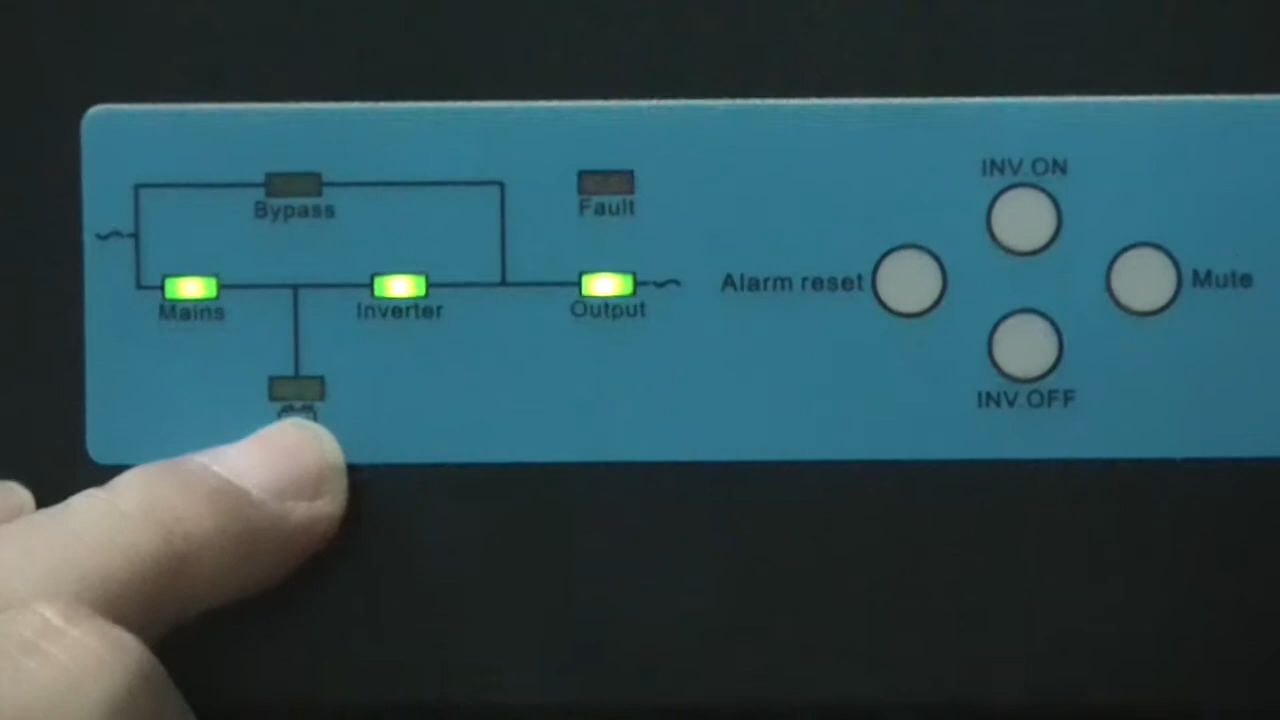 INV.ON
Bypass
Fault
Alarm reset
Mute
Mains
Inverter
Output
INV.OFF